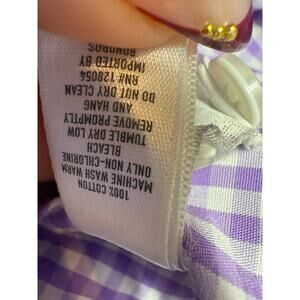 100% COTTON
MACHINE WASH WARM
ONLY NON-CHLORINE
BLEACH
TUMBLE DRY LOW
REMOVE PROMPTLY
AND HANG
DO NOT DRY CLEAN
RN# 128054
IMPORTED BY
BONOBOS